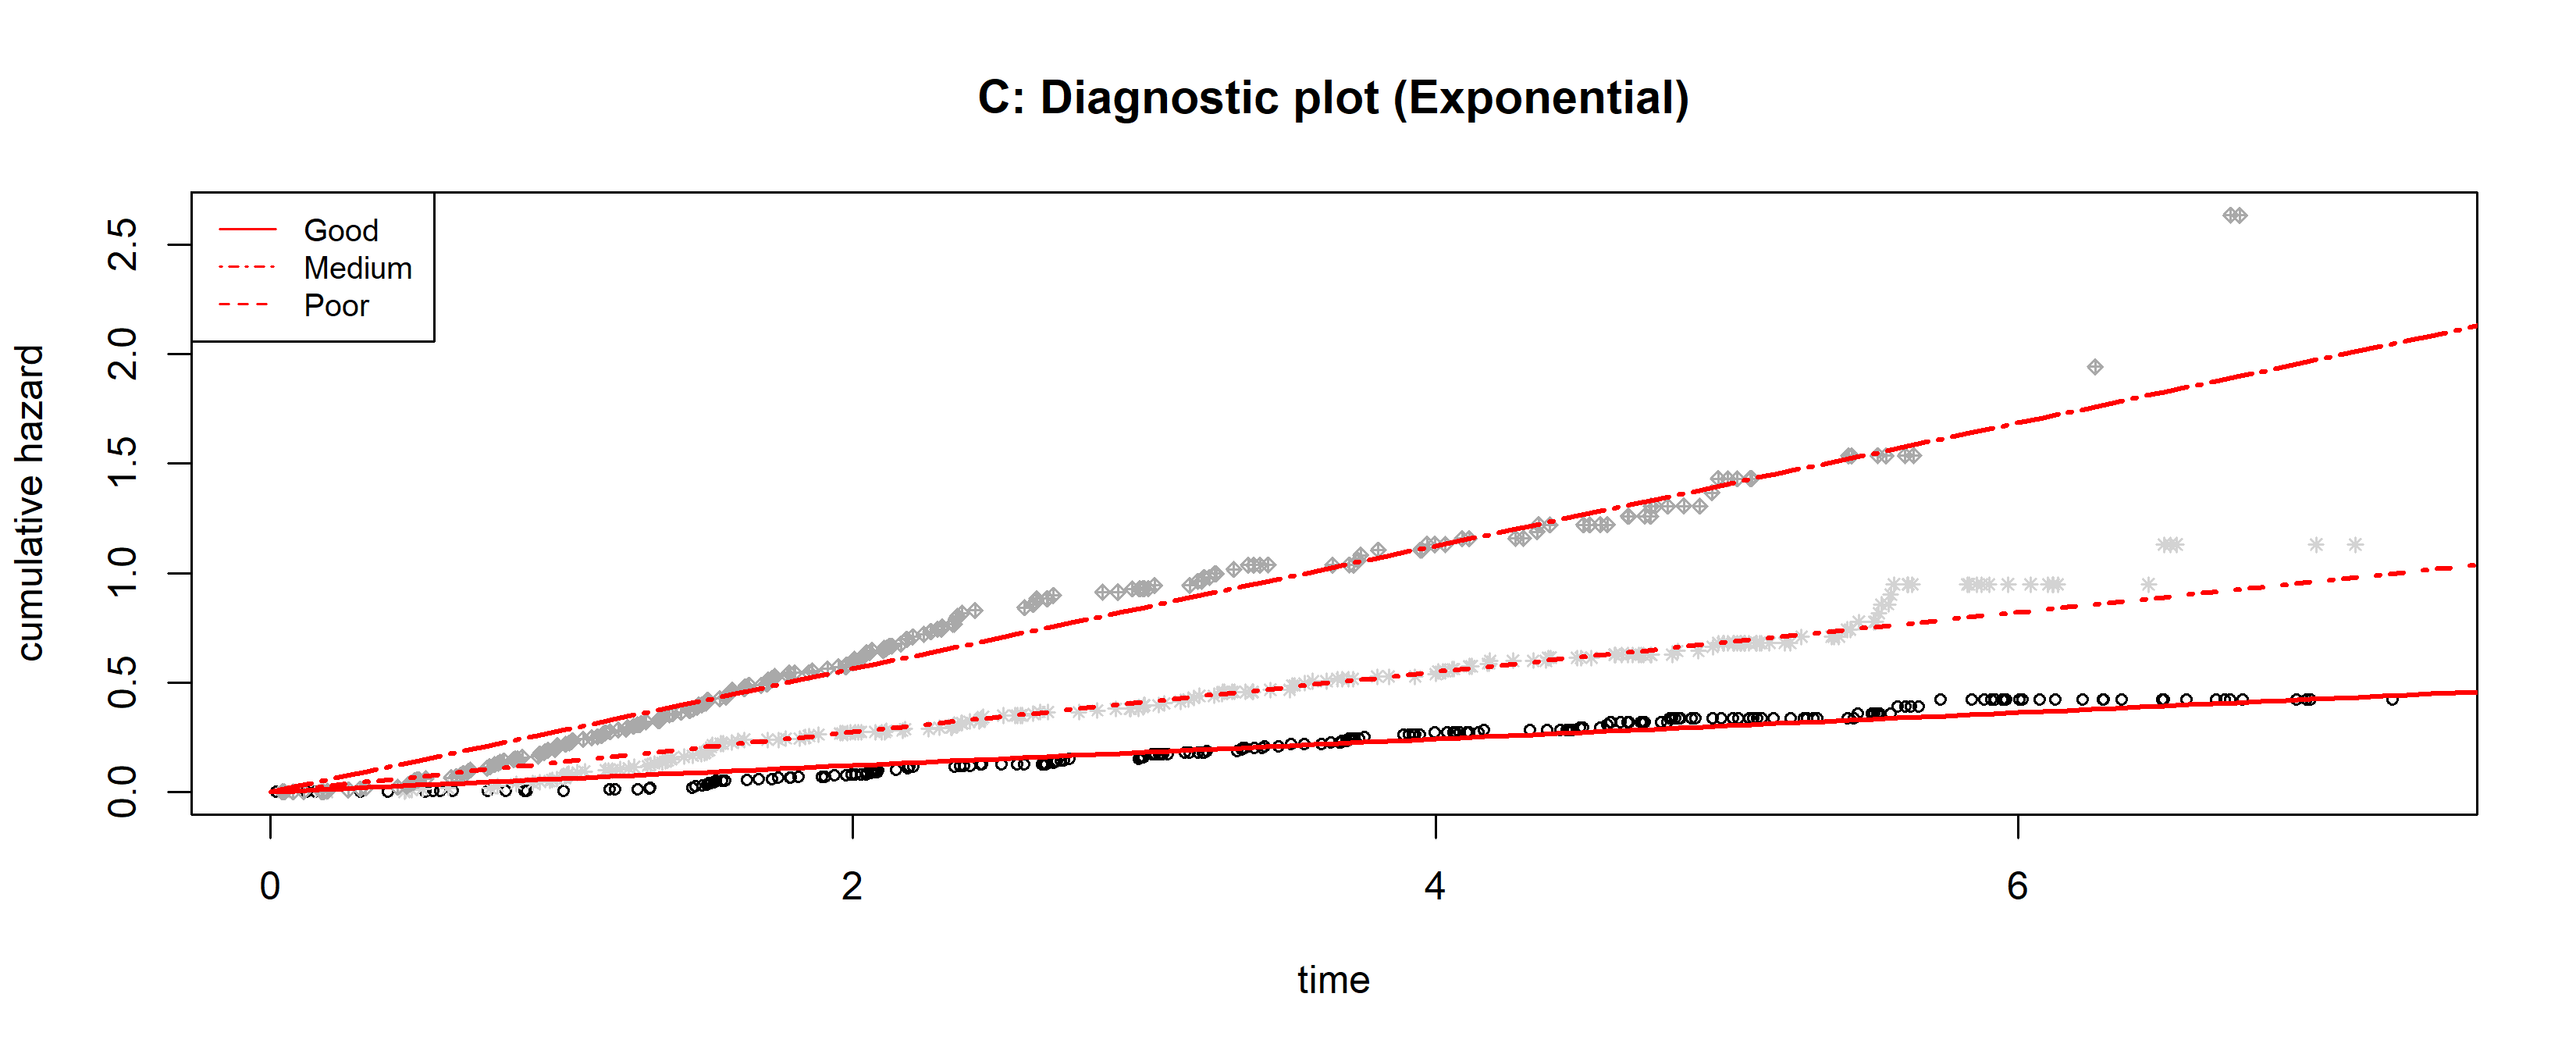 C: Diagnostic plot (Exponential)
Good
Medium
Poor
cumulative hazard
2.5
2.0
1.5
1.0
0.5
0.0
0 2 4 6
time